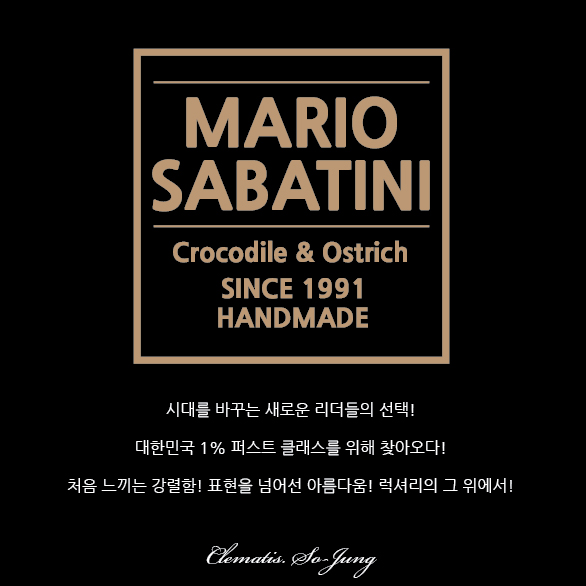 MARIO
SABATINI
Crocodile & Ostrich
SINCE 1991
HANDMADE
시대를 바꾸는 새로운 리더들의 선택!
대한민국 1% 퍼스트 클래스를 위해 찾아오다!
처음 느끼는 강렬함! 표현을 넘어선 아름다움! 럭셔리의 그 위에서!
Clematis. So Jung